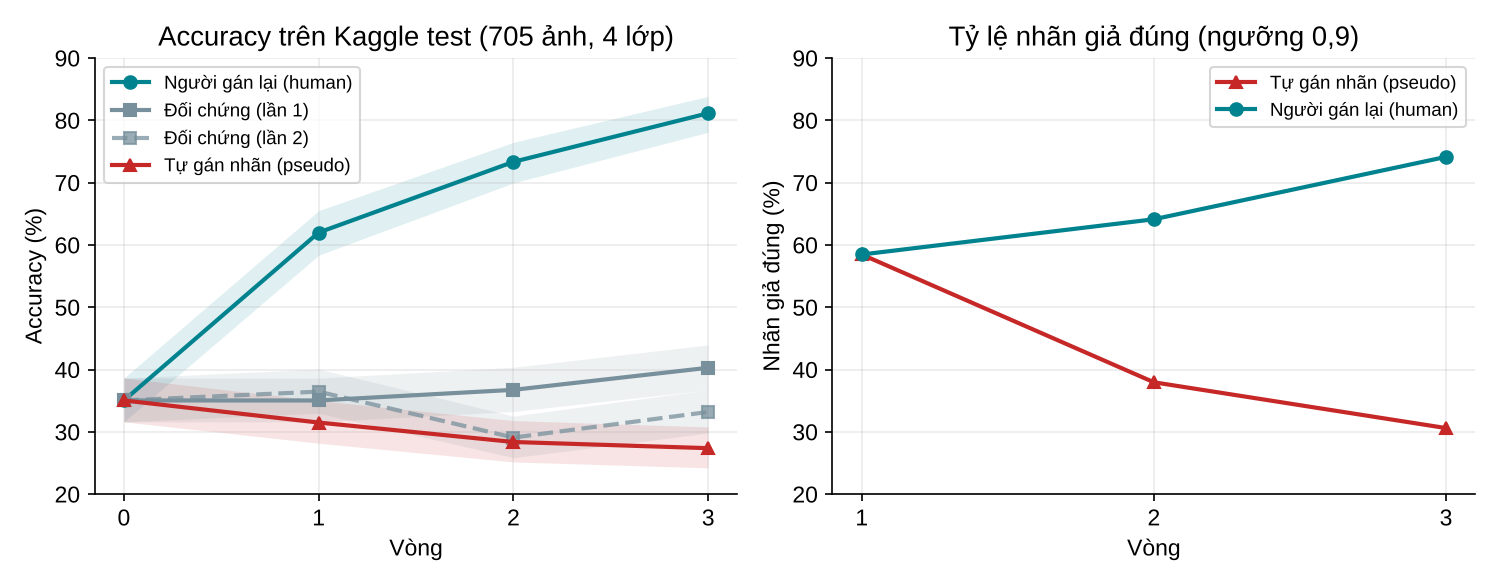 Accuracy trên Kaggle test (705 ảnh, 4 lớp)
Accuracy (%)
90
80
70
60
50
40
30
20
Người gán lại (human)
Đối chứng (lần 1)
Đối chứng (lần 2)
Tự gán nhãn (pseudo)
0 1 2 3
Vòng
Tỷ lệ nhãn giả đúng (ngưỡng 0,9)
Nhãn giả đúng (%)
90
80
70
60
50
40
30
20
Tự gán nhãn (pseudo)
Người gán lại (human)
1 2 3
Vòng